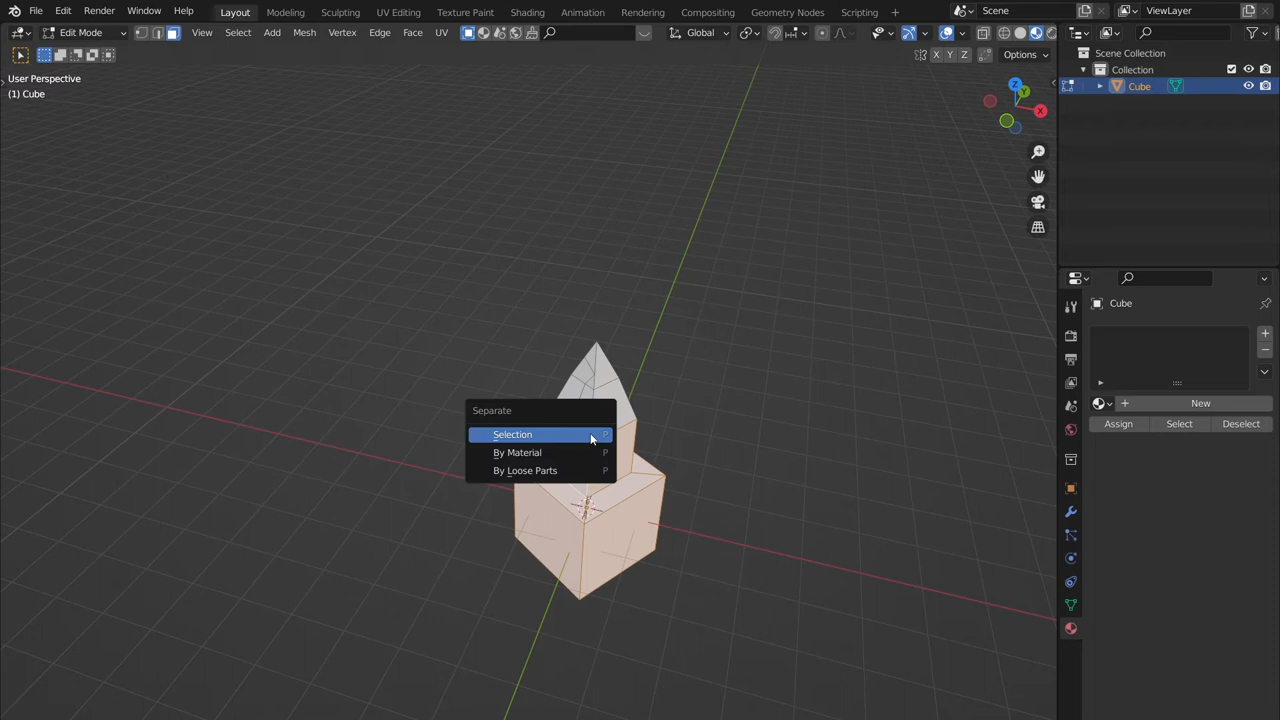 File Edit Render Window Help Layout Modeling Sculpting UV Editing Texture Paint Shading Animation Rendering Compositing Geometry Nodes Scripting + Scene ViewLayer
Edit Mode View Select Add Mesh Vertex Edge Face UV Global
X Y Z Options
Scene Collection
Collection
Cube
User Perspective
(1) Cube
Z
Y
X
Separate
Selection P
By Material P
By Loose Parts P
Cube
New
Assign Select Deselect